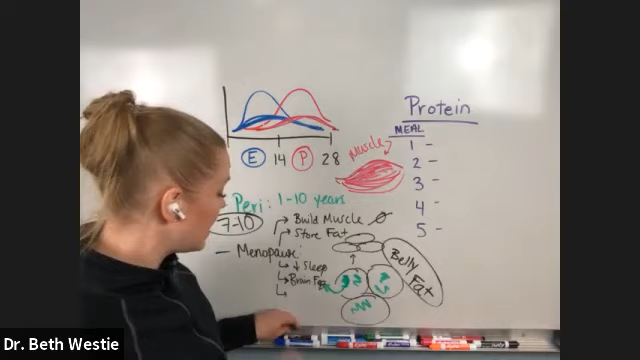 Protein
MEAL
1 -
2 -
3 -
4 -
5 -
Muscle
E 14 P 28
Peri: 1-10 years
7-10
Build Muscle
Store Fat
- Menopause:
↓ Sleep
Brain Fog
Belly
Fat
Dr. Beth Westie